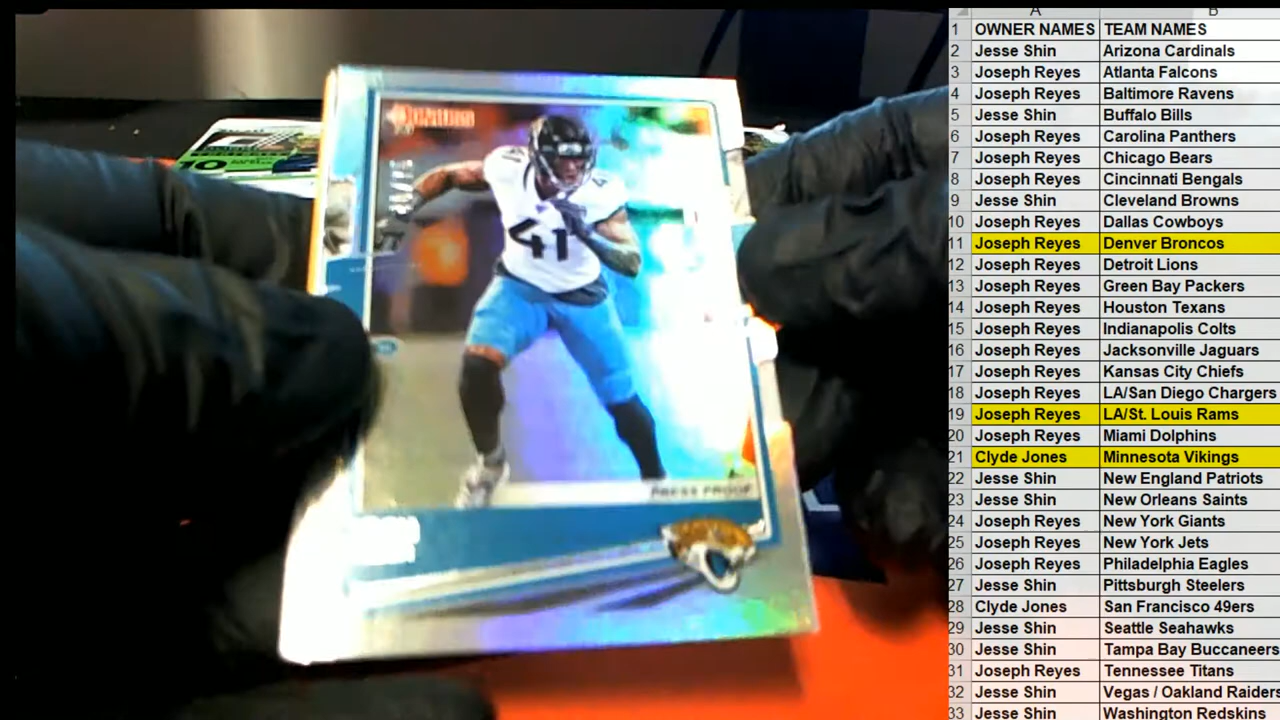 DONRUSS
41
41
PRESS PROOF
10
A B
1 OWNER NAMES TEAM NAMES
2 Jesse Shin Arizona Cardinals
3 Joseph Reyes Atlanta Falcons
4 Joseph Reyes Baltimore Ravens
5 Jesse Shin Buffalo Bills
6 Joseph Reyes Carolina Panthers
7 Joseph Reyes Chicago Bears
8 Joseph Reyes Cincinnati Bengals
9 Jesse Shin Cleveland Browns
10 Joseph Reyes Dallas Cowboys
11 Joseph Reyes Denver Broncos
12 Joseph Reyes Detroit Lions
13 Joseph Reyes Green Bay Packers
14 Joseph Reyes Houston Texans
15 Joseph Reyes Indianapolis Colts
16 Joseph Reyes Jacksonville Jaguars
17 Joseph Reyes Kansas City Chiefs
18 Joseph Reyes LA/San Diego Chargers
19 Joseph Reyes LA/St. Louis Rams
20 Joseph Reyes Miami Dolphins
21 Clyde Jones Minnesota Vikings
22 Jesse Shin New England Patriots
23 Jesse Shin New Orleans Saints
24 Joseph Reyes New York Giants
25 Joseph Reyes New York Jets
26 Joseph Reyes Philadelphia Eagles
27 Jesse Shin Pittsburgh Steelers
28 Clyde Jones San Francisco 49ers
29 Jesse Shin Seattle Seahawks
30 Jesse Shin Tampa Bay Buccaneers
31 Joseph Reyes Tennessee Titans
32 Jesse Shin Vegas / Oakland Raiders
33 Jesse Shin Washington Redskins